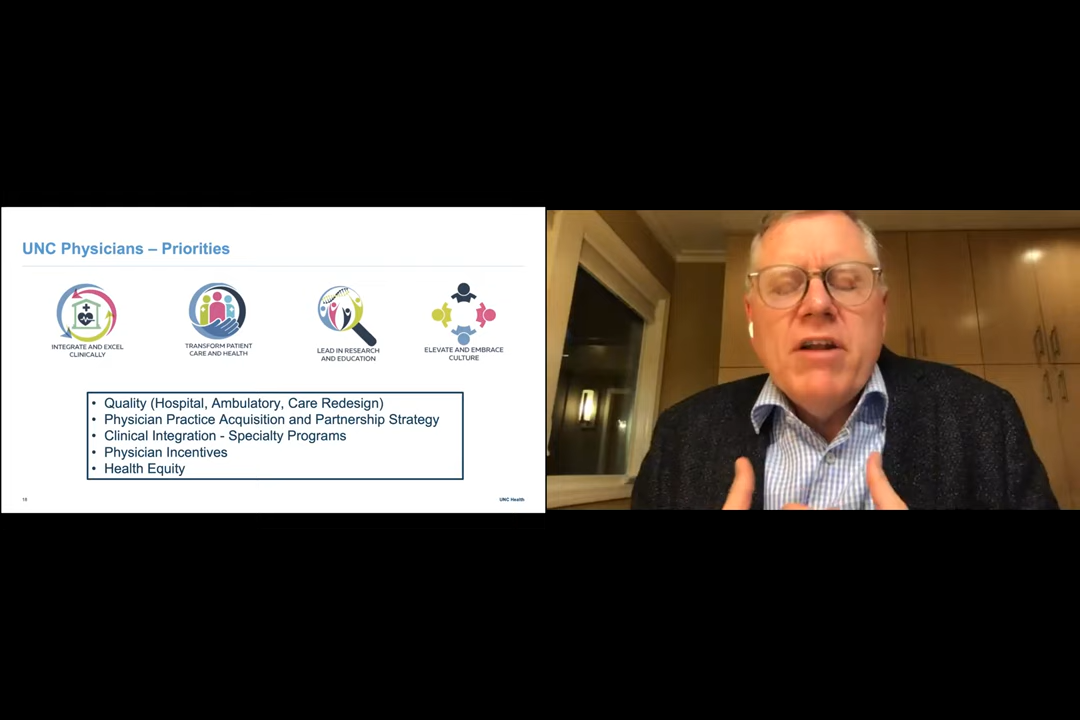 UNC Physicians – Priorities
INTEGRATE AND EXCEL
CLINICALLY
TRANSFORM PATIENT
CARE AND HEALTH
LEAD IN RESEARCH
AND EDUCATION
ELEVATE AND EMBRACE
CULTURE
• Quality (Hospital, Ambulatory, Care Redesign)
• Physician Practice Acquisition and Partnership Strategy
• Clinical Integration - Specialty Programs
• Physician Incentives
• Health Equity
UNC Health